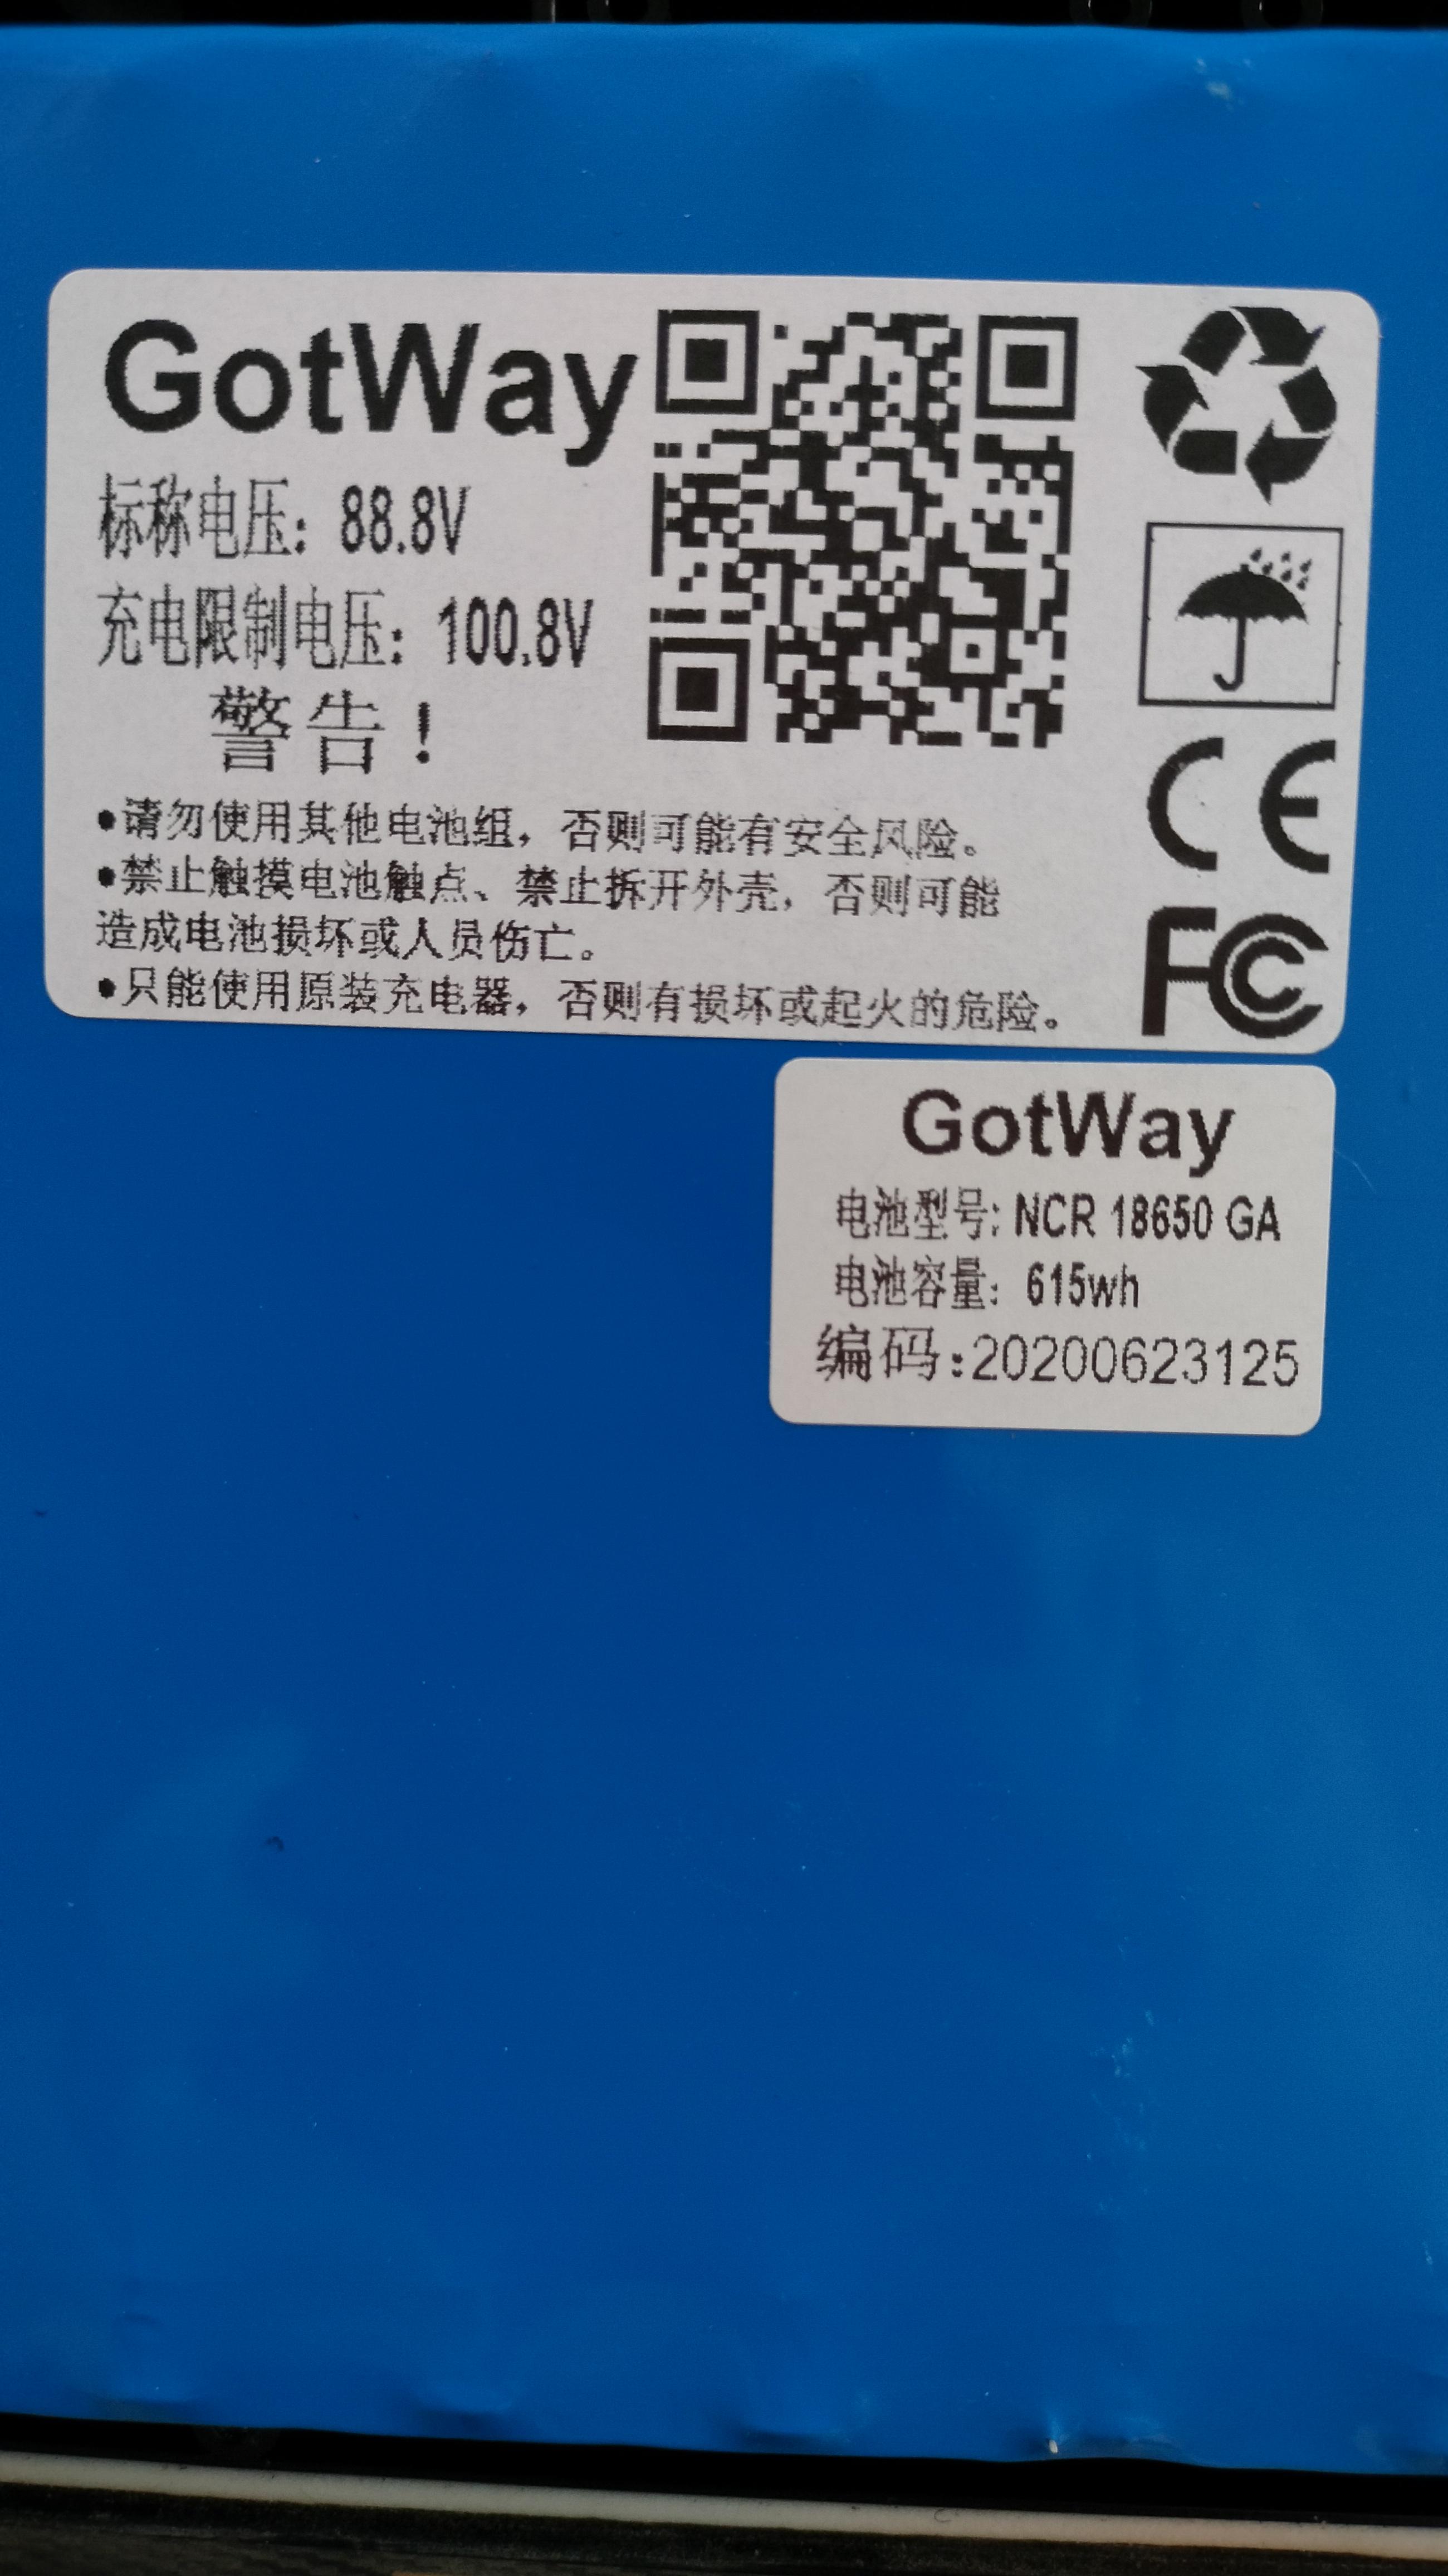 GotWay
标称电压: 88.8V
充电限制电压: 100.8V
警告!
•请勿使用其他电池组，否则可能有安全风险。
•禁止触摸电池触点、禁止拆开外壳，否则可能
造成电池损坏或人员伤亡。
•只能使用原装充电器，否则有损坏或起火的危险。
CE
FC
GotWay
电池型号: NCR 18650 GA
电池容量: 615wh
编码:20200623125